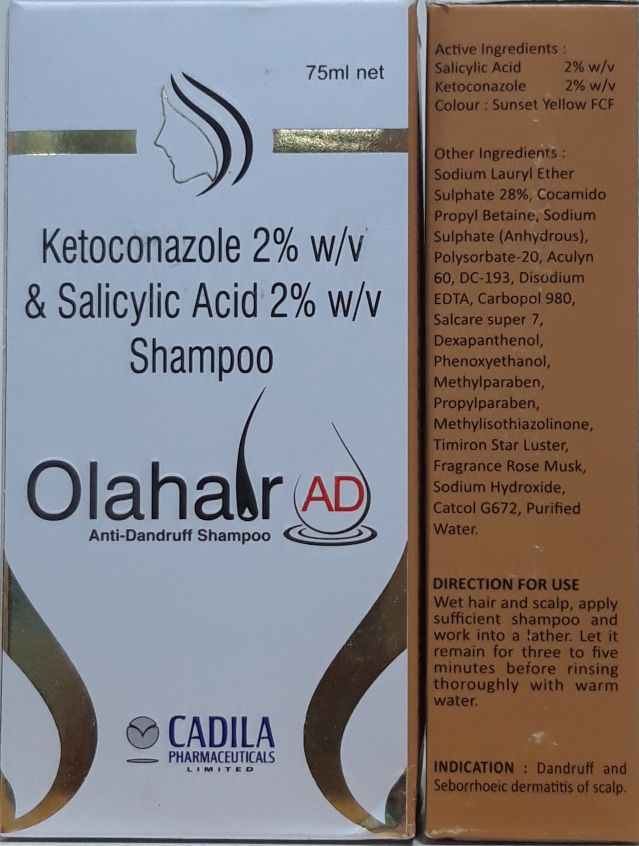 75ml net
Ketoconazole 2% w/v
& Salicylic Acid 2% w/v
Shampoo
Olahair AD
Anti-Dandruff Shampoo
CADILA
PHARMACEUTICALS
LIMITED
Active Ingredients :
Salicylic Acid 2% w/v
Ketoconazole 2% w/v
Colour : Sunset Yellow FCF
Other Ingredients :
Sodium Lauryl Ether
Sulphate 28%, Cocamido
Propyl Betaine, Sodium
Sulphate (Anhydrous),
Polysorbate-20, Aculyn
60, DC-193, Disodium
EDTA, Carbopol 980,
Salcare super 7,
Dexapanthenol,
Phenoxyethanol,
Methylparaben,
Propylparaben,
Methylisothiazolinone,
Timiron Star Luster,
Fragrance Rose Musk,
Sodium Hydroxide,
Catcol G672, Purified
Water.
DIRECTION FOR USE
Wet hair and scalp, apply
sufficient shampoo and
work into a lather. Let it
remain for three to five
minutes before rinsing
thoroughly with warm
water.
INDICATION : Dandruff and
Seborrhoeic dermatitis of scalp.